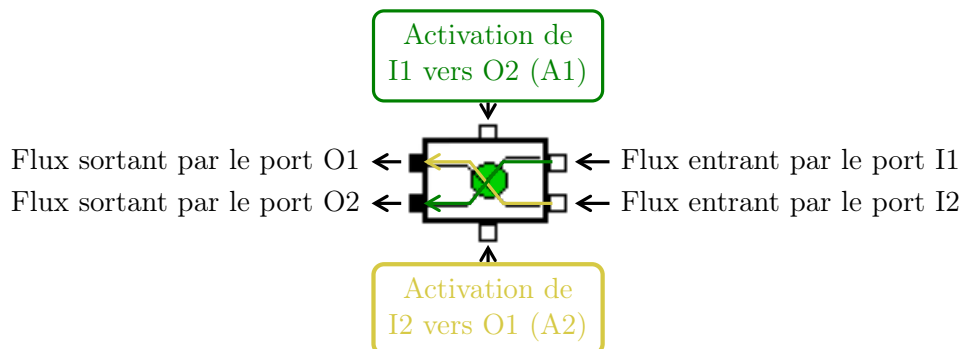 Activation de
I1 vers O2 (A1)
Flux sortant par le port O1
Flux entrant par le port I1
Flux sortant par le port O2
Flux entrant par le port I2
Activation de
I2 vers O1 (A2)